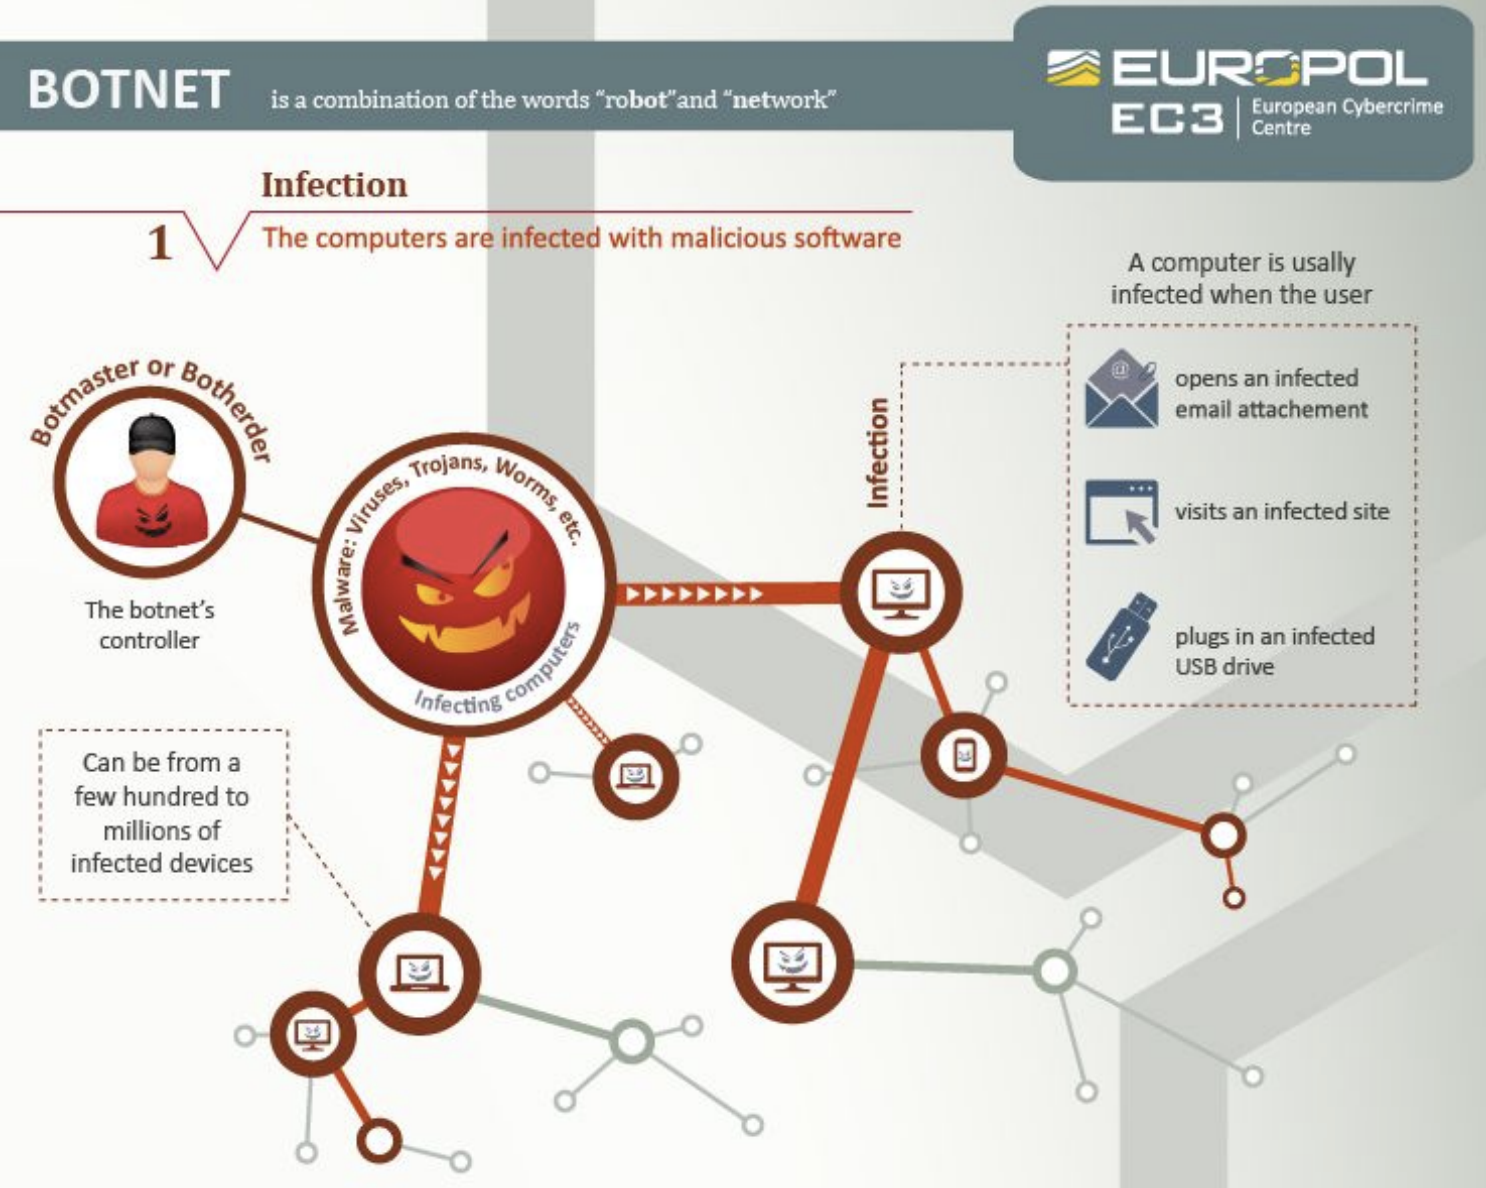 BOTNET is a combination of the words “robot”and “network”
EUROPOL
EC3
European Cybercrime
Centre
Infection
1
The computers are infected with malicious software
A computer is usally
infected when the user
opens an infected
email attachement
visits an infected site
plugs in an infected
USB drive
Botmaster or Botherder
The botnet’s
controller
Malware: Viruses, Trojans, Worms, etc.
Infecting computers
Infection
Can be from a
few hundred to
millions of
infected devices